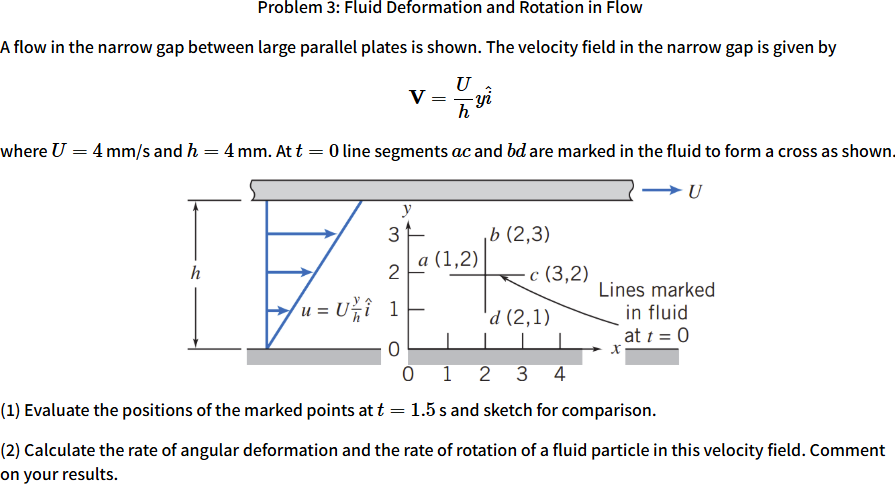 Problem 3: Fluid Deformation and Rotation in Flow
A flow in the narrow gap between large parallel plates is shown. The velocity field in the narrow gap is given by
V = U/h yî
where U = 4 mm/s and h = 4 mm. At t = 0 line segments ac and bd are marked in the fluid to form a cross as shown.
U
y
3
b (2,3)
a (1,2)
h
2
c (3,2)
Lines marked
u = U y/h î
1
d (2,1)
in fluid
at t = 0
0
x
0 1 2 3 4
(1) Evaluate the positions of the marked points at t = 1.5 s and sketch for comparison.
(2) Calculate the rate of angular deformation and the rate of rotation of a fluid particle in this velocity field. Comment
on your results.